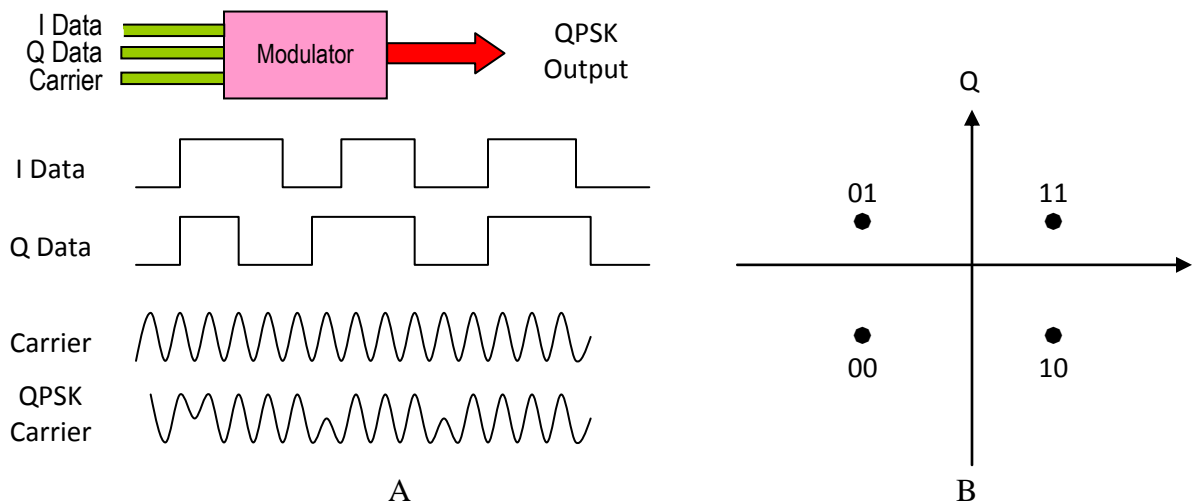 I Data
Q Data
Carrier
Modulator
QPSK
Output
I Data
Q Data
Carrier
QPSK
Carrier
A
Q
01
11
00
10
B